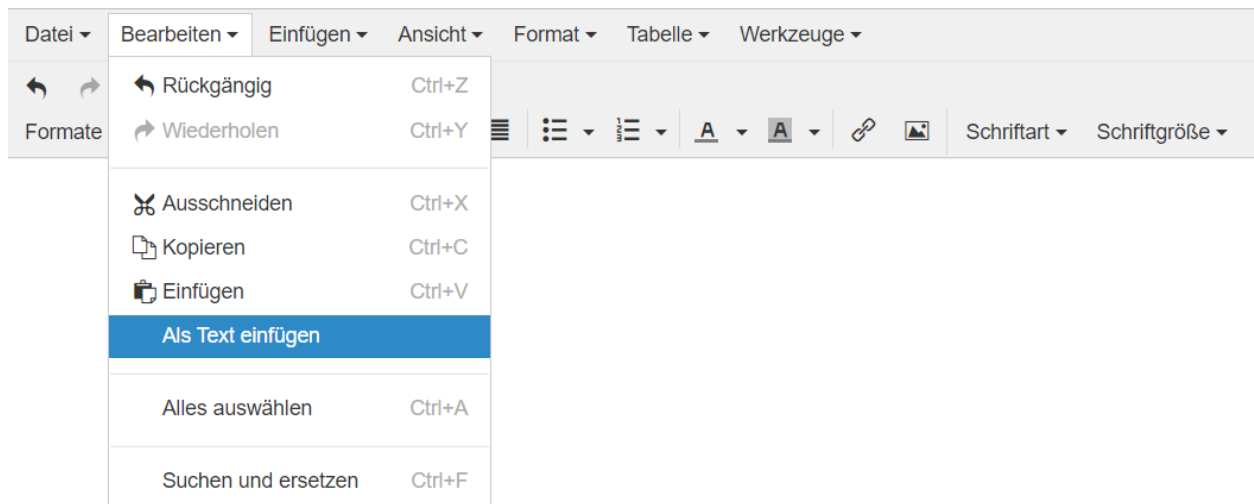 Datei Bearbeiten Einfügen Ansicht Format Tabelle Werkzeuge
Rückgängig Ctrl+Z
Formate Wiederholen Ctrl+Y A A Schriftart Schriftgröße
Ausschneiden Ctrl+X
Kopieren Ctrl+C
Einfügen Ctrl+V
Als Text einfügen
Alles auswählen Ctrl+A
Suchen und ersetzen Ctrl+F